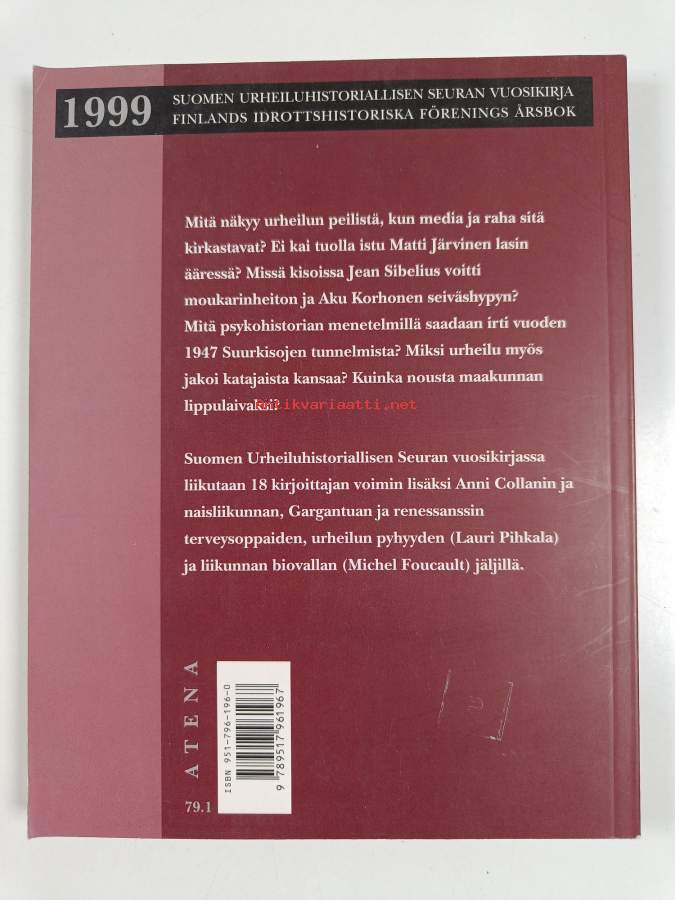 1999
SUOMEN URHEILUHISTORIALLISEN SEURAN VUOSIKIRJA
FINLANDS IDROTTSHISTORISKA FÖRENINGS ÅRSBOK
Mitä näkyy urheilun peilistä, kun media ja raha sitä
kirkastavat? Ei kai tuolla istu Matti Järvinen lasin
ääressä? Missä kisoissa Jean Sibelius voitti
moukarinheiton ja Aku Korhonen seiväshypyn?
Mitä psykohistorian menetelmillä saadaan irti vuoden
1947 Suurkisojen tunnelmista? Miksi urheilu myös
jakoi katajaista kansaa? Kuinka nousta maakunnan
lippulaivaksi?
Antikvariaatti.net
Suomen Urheiluhistoriallisen Seuran vuosikirjassa
liikutaan 18 kirjoittajan voimin lisäksi Anni Collanin ja
naisliikunnan, Gargantuan ja renessanssin
terveysoppaiden, urheilun pyhyyden (Lauri Pihkala)
ja liikunnan biovallan (Michel Foucault) jäljillä.
ATENA
ISBN 951-796-196-0
9 789517 961967
79.1